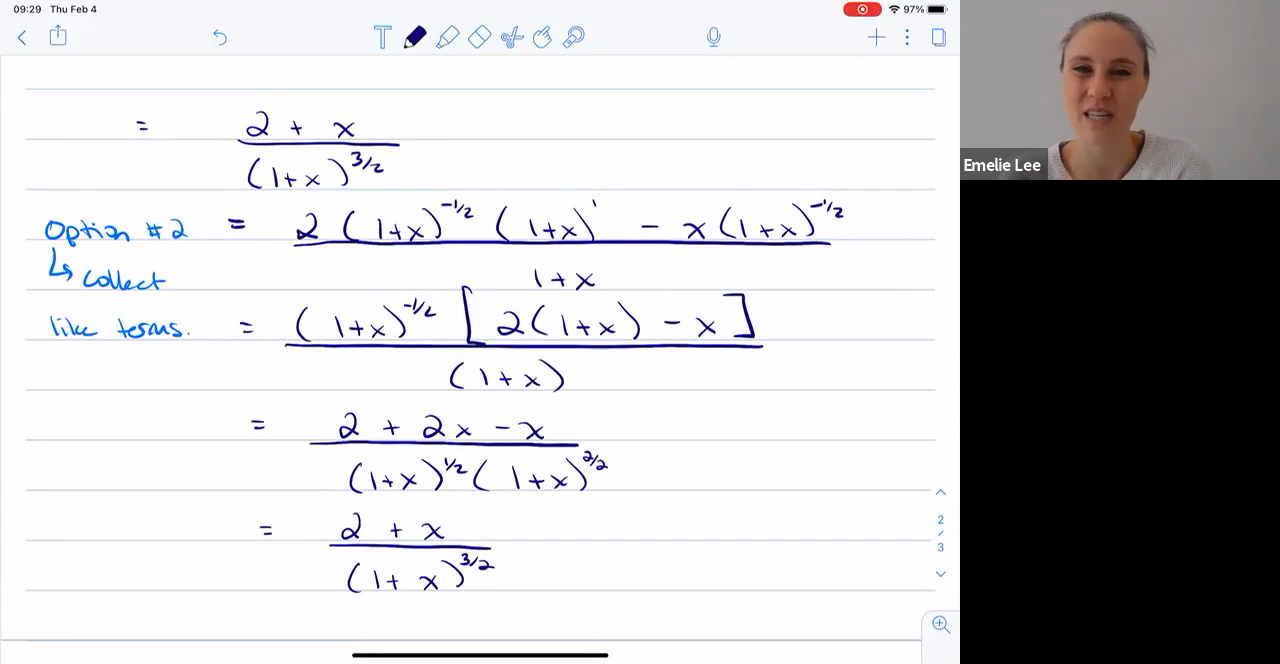 09:29 Thu Feb 4
97%
T
Emelie Lee
= 2 + x
(1+x)^3/2
Option #2 = 2 (1+x)^-1/2 (1+x)^1 - x(1+x)^-1/2
↳ collect
1+x
like terms. = (1+x)^-1/2 [2(1+x) - x]
(1+x)
= 2 + 2x - x
(1+x)^1/2 (1+x)^2/2
= 2 + x
(1+x)^3/2
2
/
3